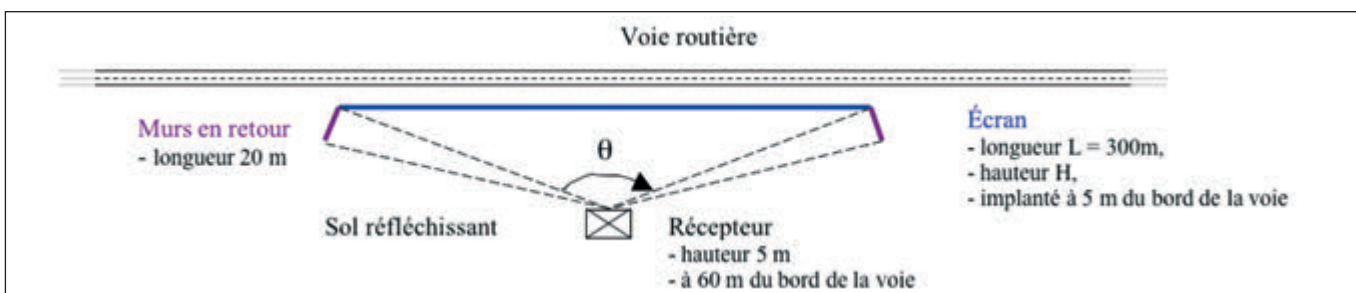 Voie routière
Murs en retour
- longueur 20 m
θ
Écran
- longueur L = 300m,
- hauteur H,
- implanté à 5 m du bord de la voie
Sol réfléchissant
Récepteur
- hauteur 5 m
- à 60 m du bord de la voie